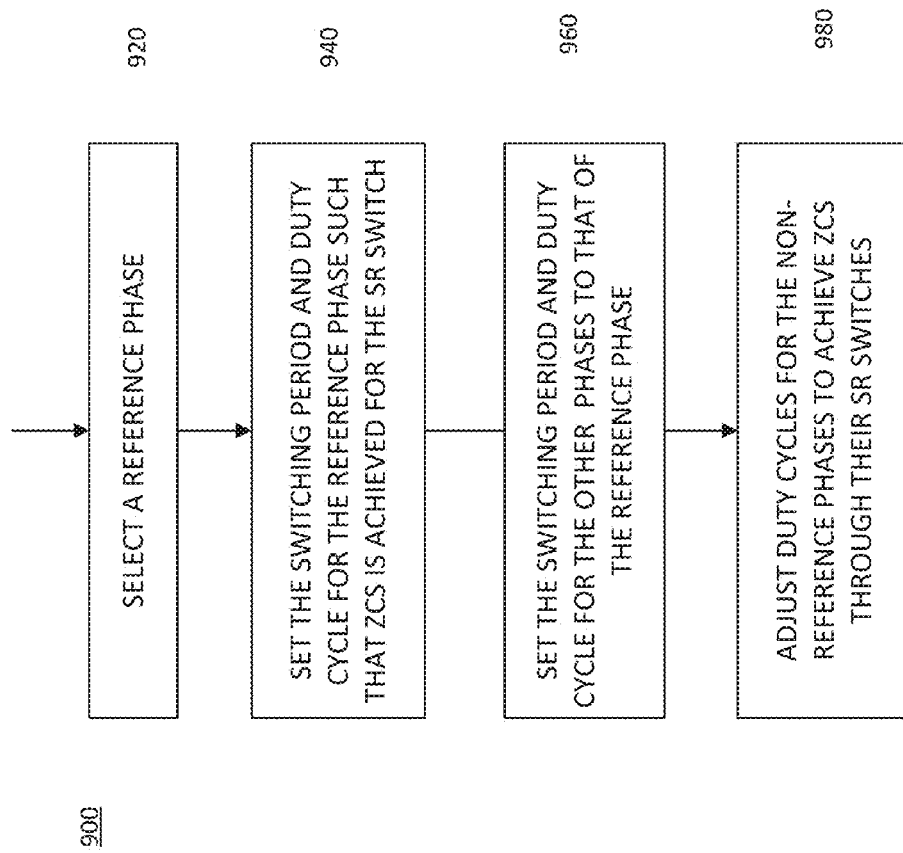 900
SELECT A REFERENCE PHASE
920
SET THE SWITCHING PERIOD AND DUTY
CYCLE FOR THE REFERENCE PHASE SUCH
THAT ZCS IS ACHIEVED FOR THE SR SWITCH
940
SET THE SWITCHING PERIOD AND DUTY
CYCLE FOR THE OTHER PHASES TO THAT OF
THE REFERENCE PHASE
960
ADJUST DUTY CYCLES FOR THE NON-
REFERENCE PHASES TO ACHIEVE ZCS
THROUGH THEIR SR SWITCHES
980